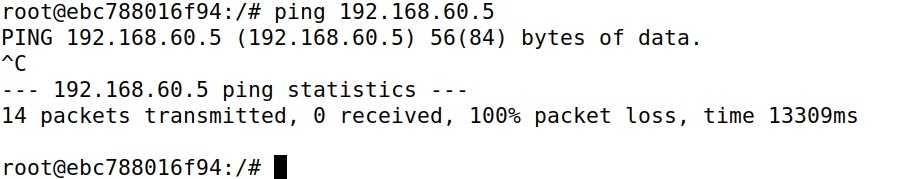 root@ebc788016f94:/# ping 192.168.60.5
PING 192.168.60.5 (192.168.60.5) 56(84) bytes of data.
^C
--- 192.168.60.5 ping statistics ---
14 packets transmitted, 0 received, 100% packet loss, time 13309ms
root@ebc788016f94:/#